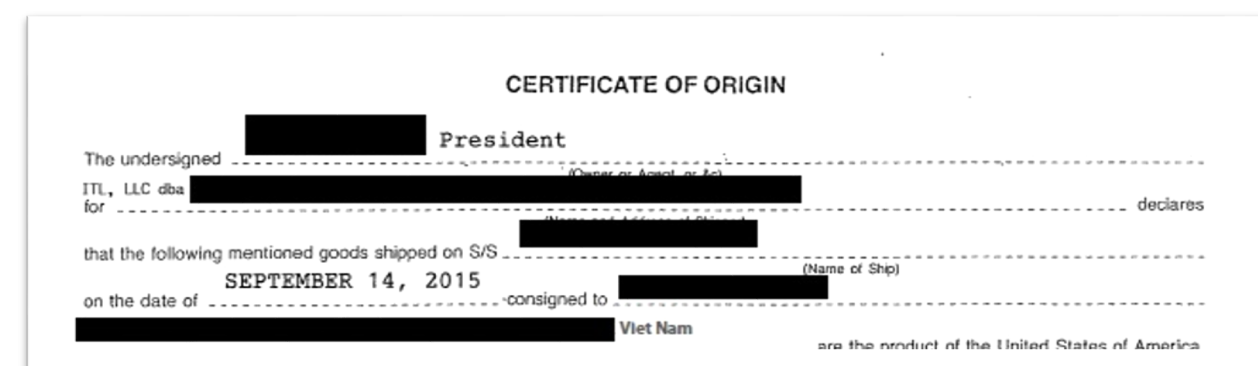 CERTIFICATE OF ORIGIN
President
The undersigned
(Owner or Agent, or &c)
ITL, LLC dba
for declares
(Name and Address of Shipper
that the following mentioned goods shipped on S/S
(Name of Ship)
SEPTEMBER 14, 2015
on the date of consigned to
Viet Nam
are the product of the United States of America